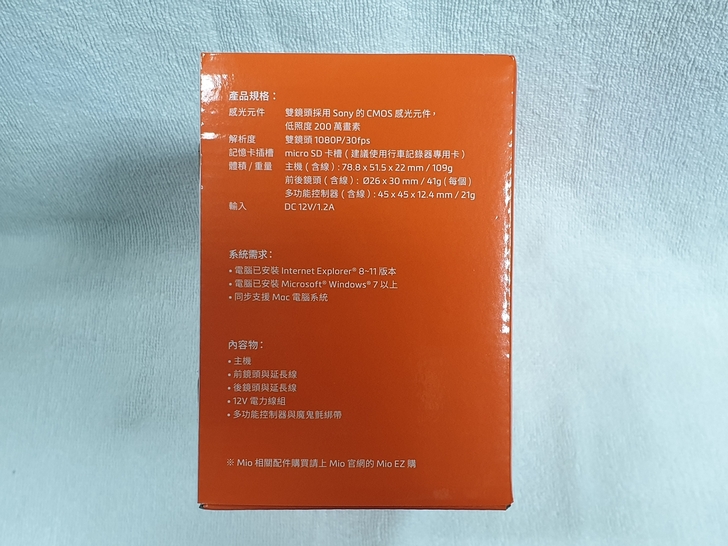 產品規格：
感光元件 雙鏡頭採用 Sony 的 CMOS 感光元件，
低照度 200 萬畫素
解析度 雙鏡頭 1080P/30fps
記憶卡插槽 micro SD 卡槽（建議使用行車記錄器專用卡）
體積 / 重量 主機（含線）: 78.8 x 51.5 x 22 mm / 109g
前後鏡頭（含線）: Ø26 x 30 mm / 41g ( 每個 )
多功能控制器（含線）: 45 x 45 x 12.4 mm / 21g
輸入 DC 12V/1.2A
系統需求：
• 電腦已安裝 Internet Explorer® 8~11 版本
• 電腦已安裝 Microsoft® Windows® 7 以上
• 同步支援 Mac 電腦系統
內容物：
• 主機
• 前鏡頭與延長線
• 後鏡頭與延長線
• 12V 電力線組
• 多功能控制器與魔鬼氈綁帶
※ Mio 相關配件購買請上 Mio 官網的 Mio EZ 購